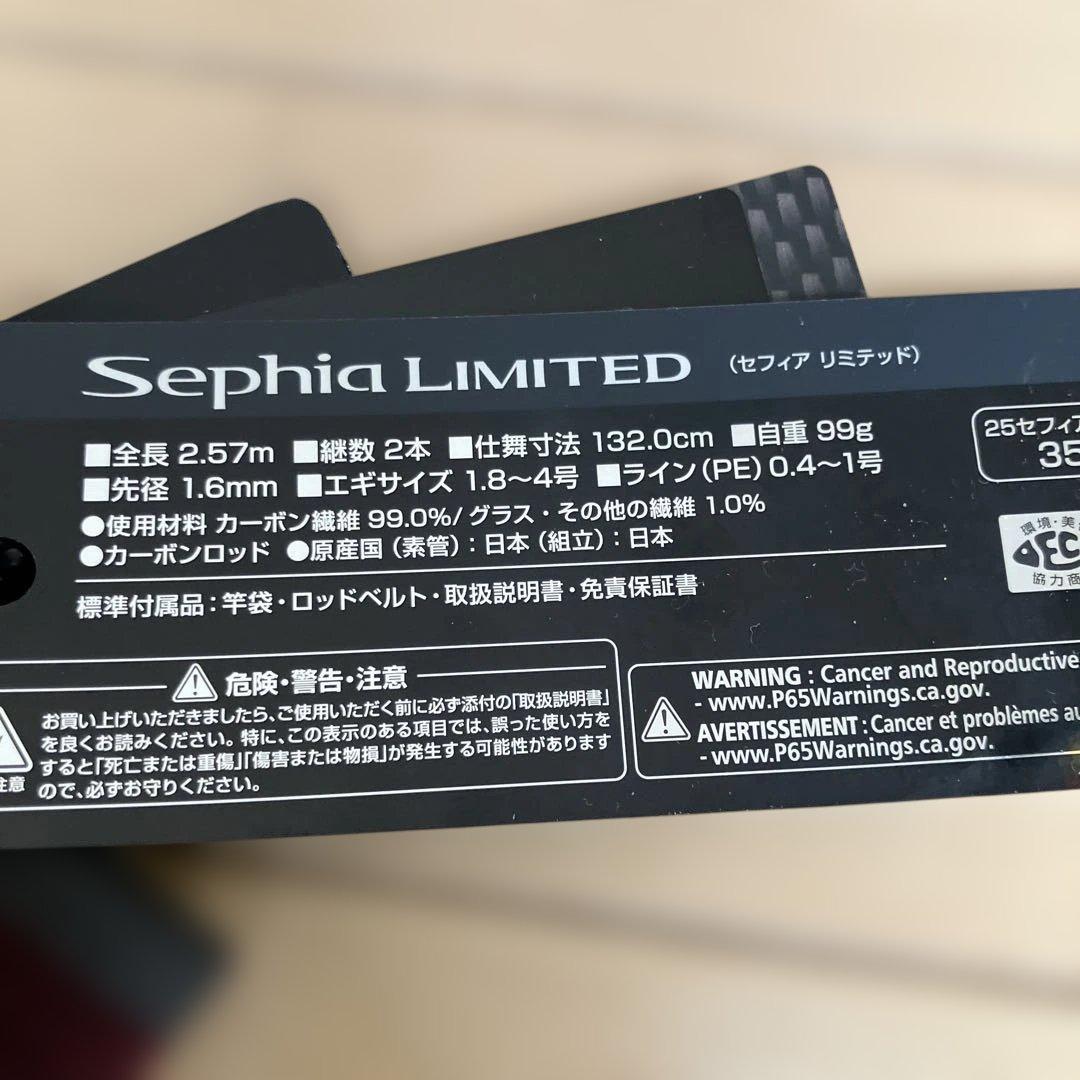 Sephia LIMITED （セフィア リミテッド）
■全長 2.57m ■継数 2本 ■仕舞寸法 132.0cm ■自重 99g
■先径 1.6mm ■エギサイズ 1.8〜4号 ■ライン（PE）0.4〜1号
●使用材料 カーボン繊維 99.0%/グラス・その他の繊維 1.0%
●カーボンロッド ●原産国（素管）：日本（組立）：日本
標準付属品：竿袋・ロッドベルト・取扱説明書・免責保証書
25セフィア
35
環境・美
協力商
危険・警告・注意
お買い上げいただきましたら、ご使用いただく前に必ず添付の「取扱説明書」
を良くお読みください。特に、この表示のある項目では、誤った使い方を
すると「死亡または重傷」「傷害または物損」が発生する可能性があります
ので、必ずお守りください。
注意
WARNING : Cancer and Reproductive
- www.P65Warnings.ca.gov.
AVERTISSEMENT : Cancer et problèmes au
- www.P65Warnings.ca.gov.